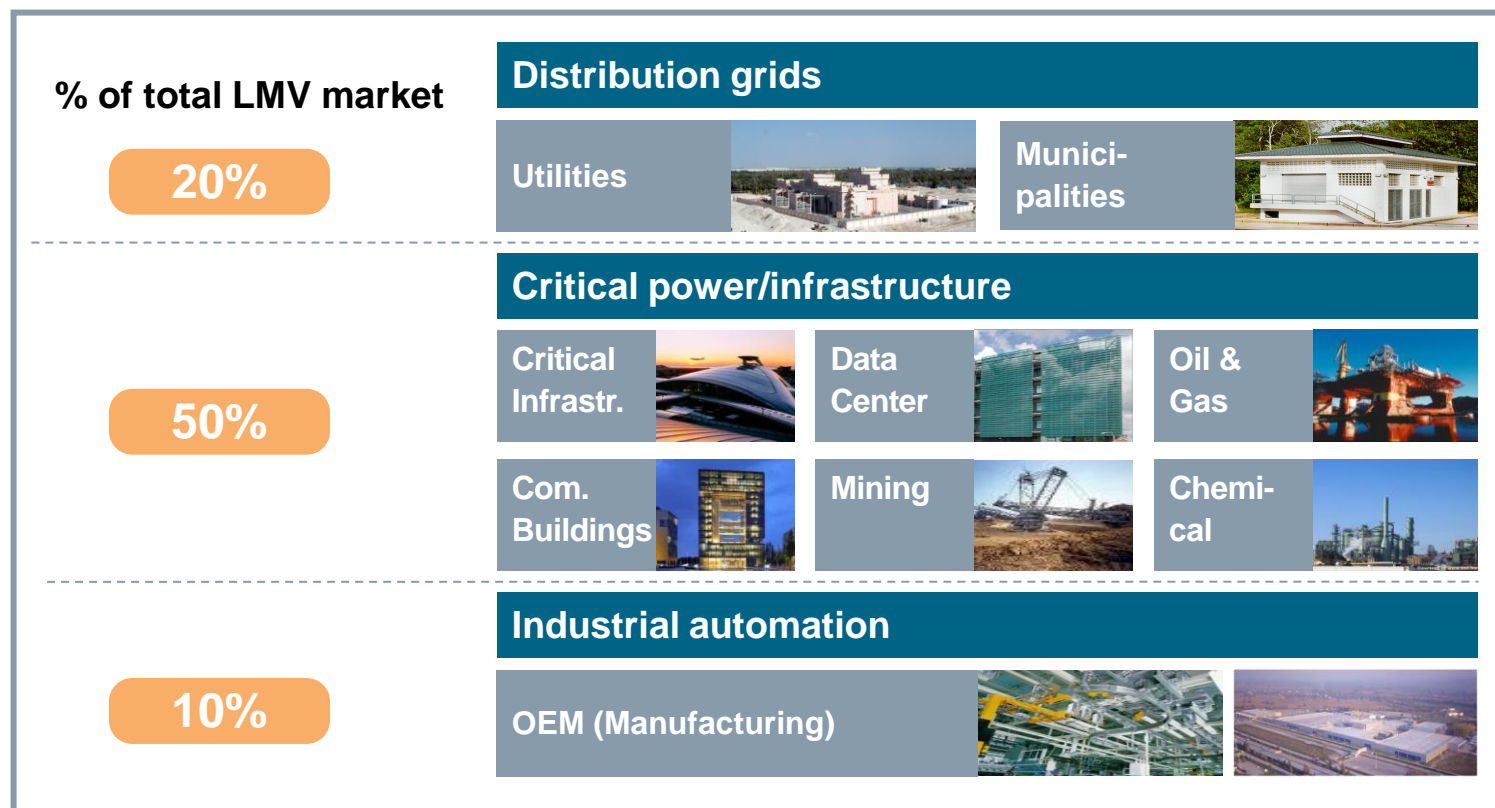 % of total LMV market
20%
Distribution grids
Utilities
Munici-
palities
50%
Critical power/infrastructure
Critical
Infrastr.
Data
Center
Oil &
Gas
Com.
Buildings
Mining
Chemi-
cal
10%
Industrial automation
OEM (Manufacturing)